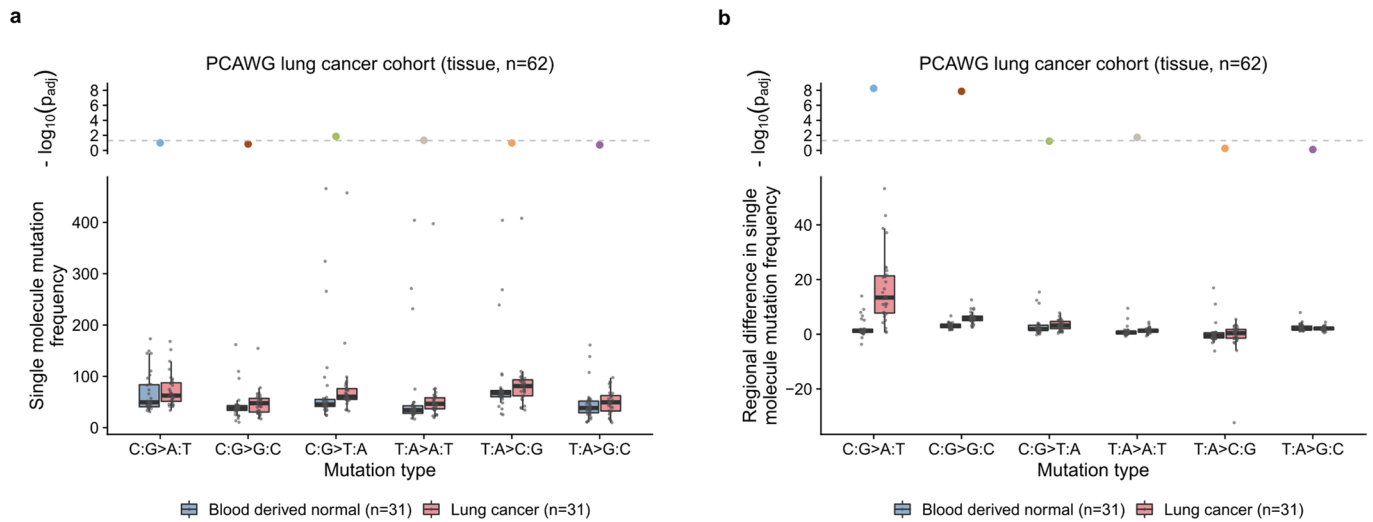 a
PCAWG lung cancer cohort (tissue, n=62)
- log10(padj)
8
6
4
2
0
Single molecule mutation
frequency
400
300
200
100
0
C:G>A:T C:G>G:C C:G>T:A T:A>A:T T:A>C:G T:A>G:C
Mutation type
Blood derived normal (n=31) Lung cancer (n=31)
b
PCAWG lung cancer cohort (tissue, n=62)
- log10(padj)
8
6
4
2
0
Regional difference in single
molecule mutation frequency
40
20
0
−20
C:G>A:T C:G>G:C C:G>T:A T:A>A:T T:A>C:G T:A>G:C
Mutation type
Blood derived normal (n=31) Lung cancer (n=31)